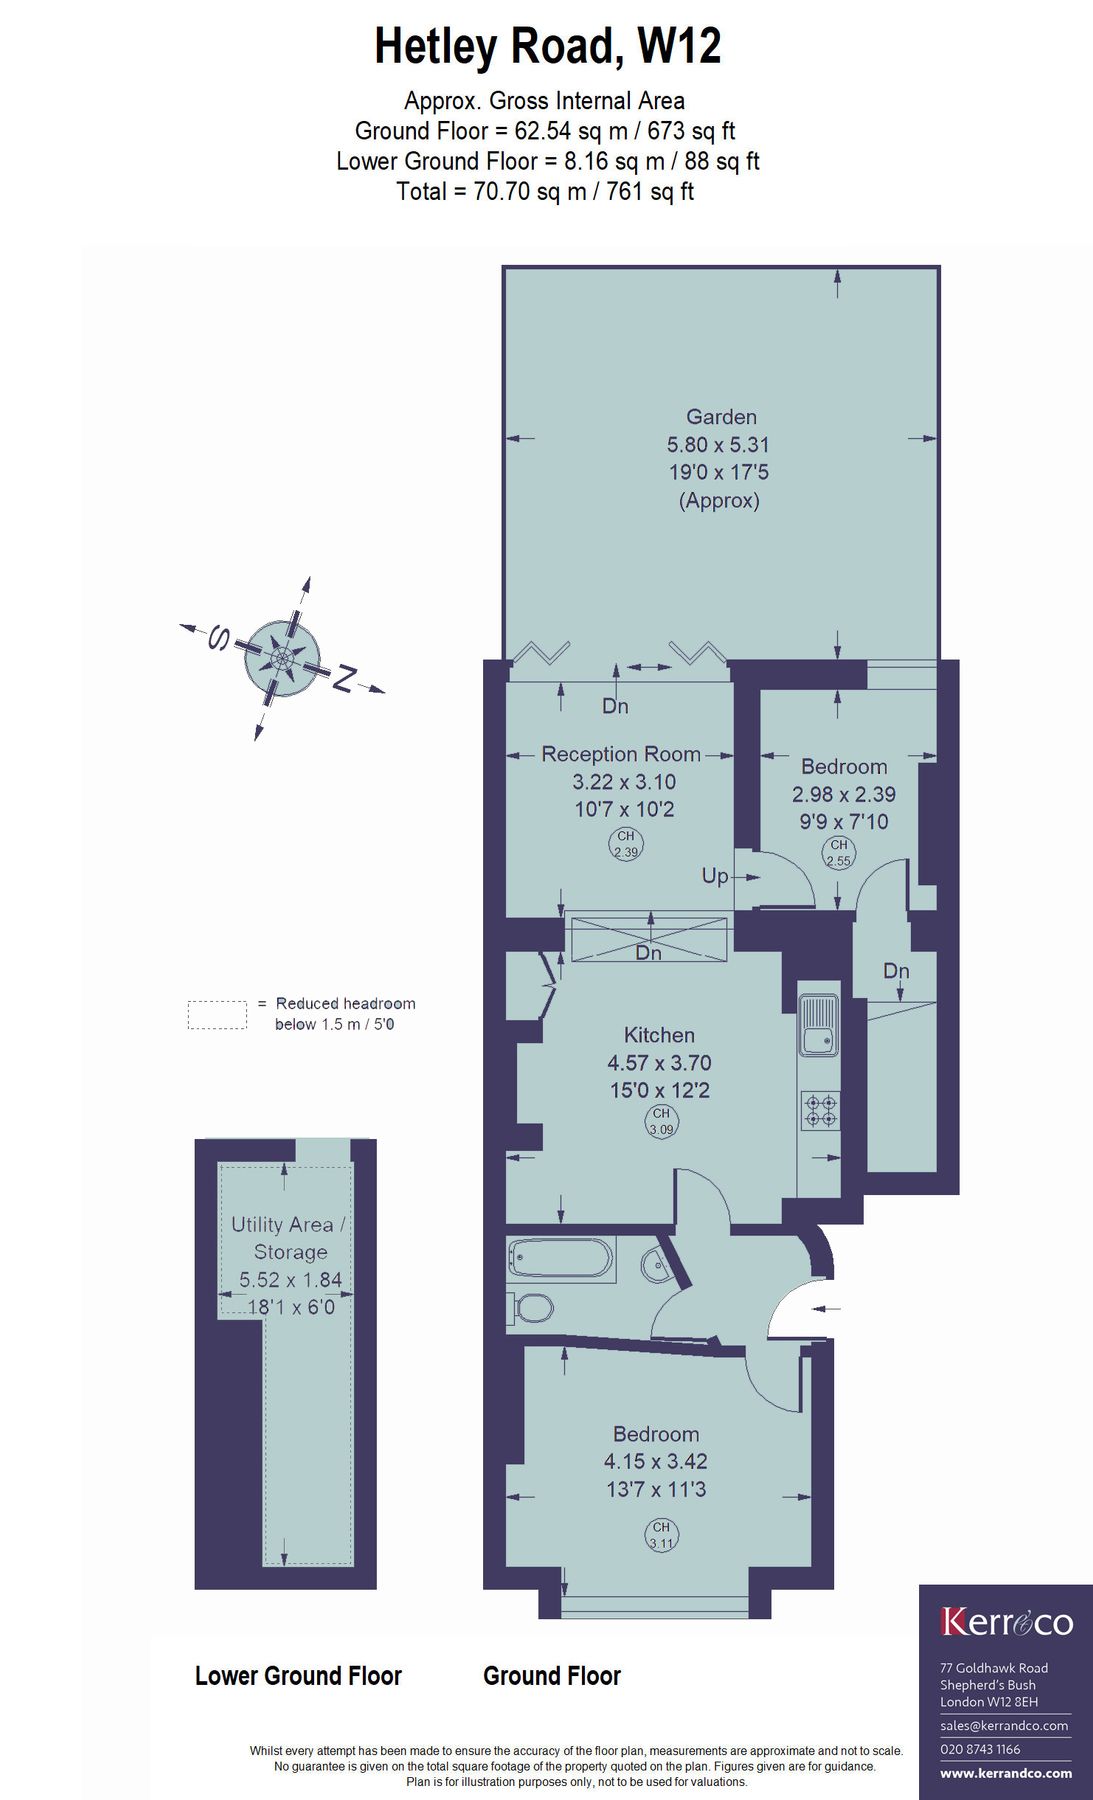 Hetley Road, W12
Approx. Gross Internal Area
Ground Floor = 62.54 sq m / 673 sq ft
Lower Ground Floor = 8.16 sq m / 88 sq ft
Total = 70.70 sq m / 761 sq ft
Garden
5.80 x 5.31
19'0 x 17'5
(Approx)
S
N
Dn
Reception Room
3.22 x 3.10
10'7 x 10'2
CH
2.39
Bedroom
2.98 x 2.39
9'9 x 7'10
CH
2.55
Up
Dn
Dn
= Reduced headroom
below 1.5 m / 5'0
Kitchen
4.57 x 3.70
15'0 x 12'2
CH
3.09
Utility Area /
Storage
5.52 x 1.84
18'1 x 6'0
Bedroom
4.15 x 3.42
13'7 x 11'3
CH
3.11
Lower Ground Floor
Ground Floor
Kerr&co
77 Goldhawk Road
Shepherd's Bush
London W12 8EH
sales@kerrandco.com
020 8743 1166
www.kerrandco.com
Whilst every attempt has been made to ensure the accuracy of the floor plan, measurements are approximate and not to scale.
No guarantee is given on the total square footage of the property quoted on the plan. Figures given are for guidance.
Plan is for illustration purposes only, not to be used for valuations.